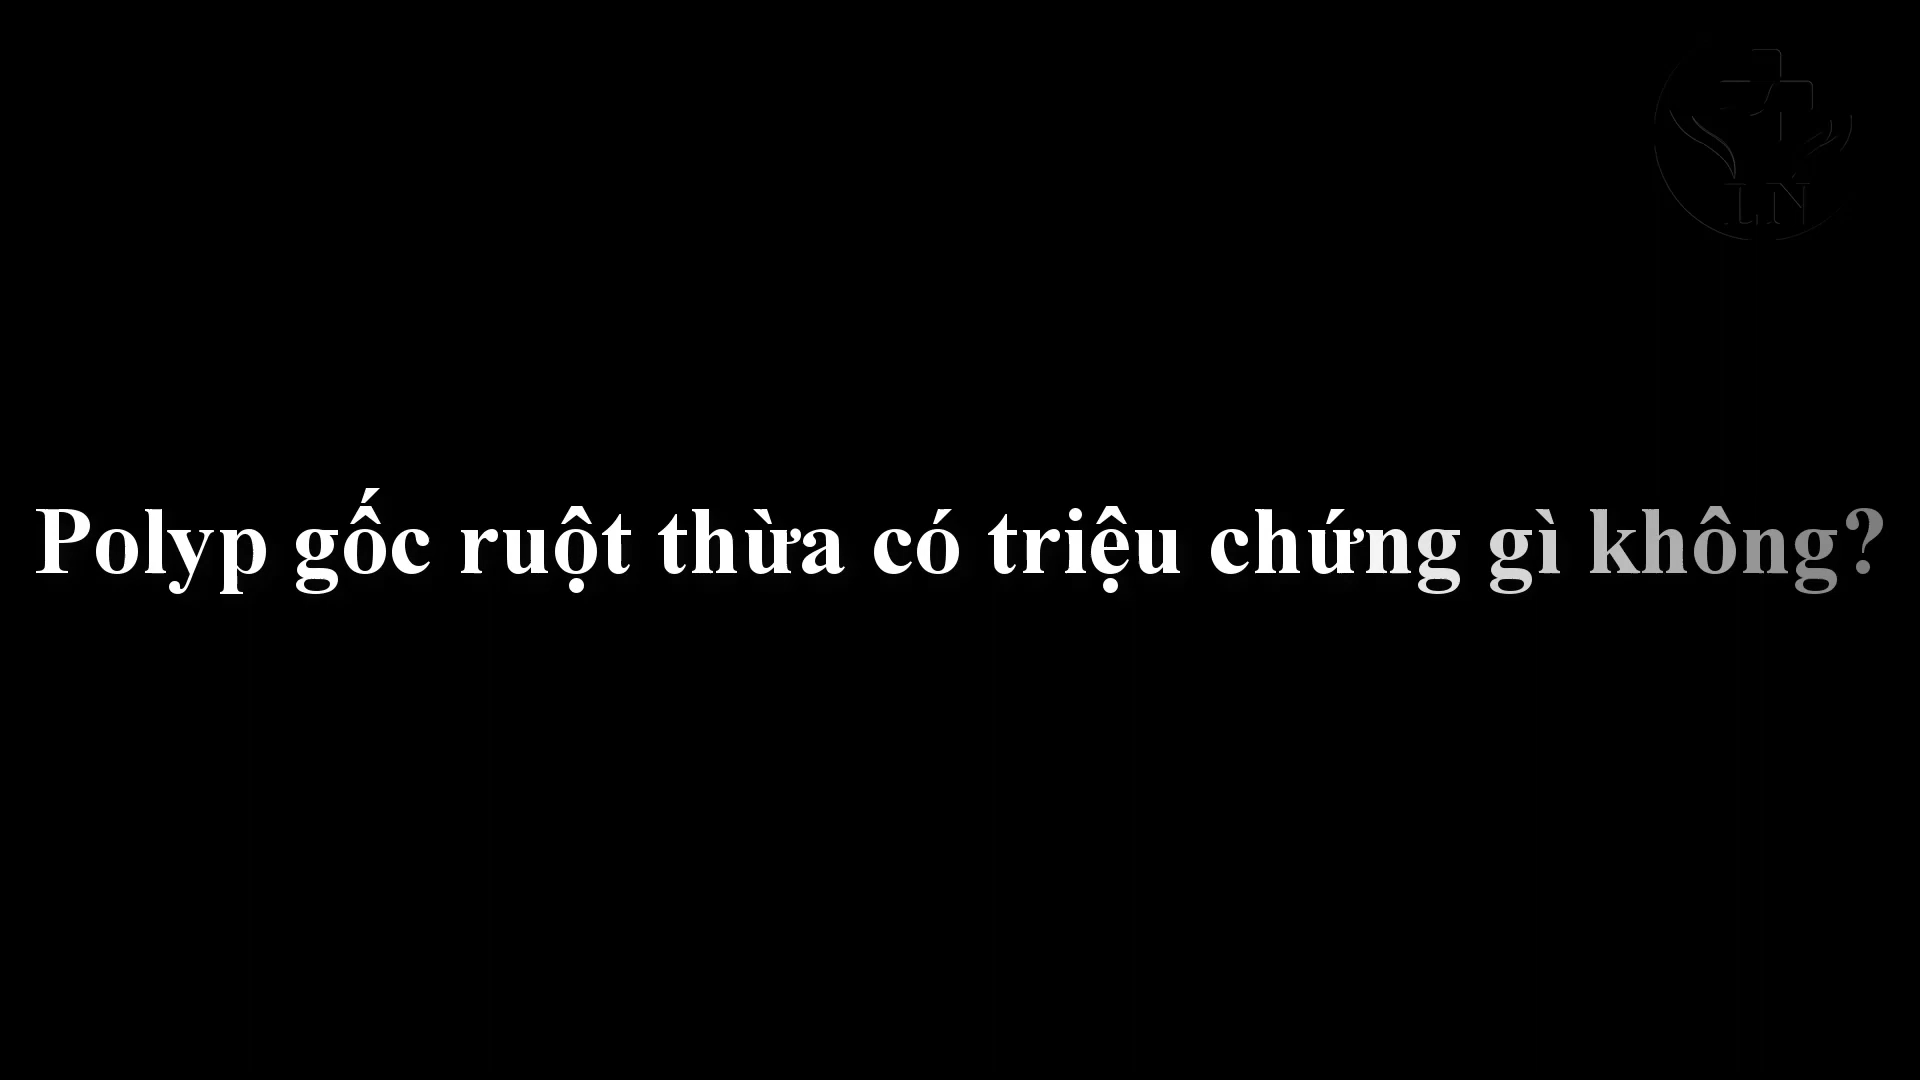 Polyp gốc ruột thừa có triệu chứng gì không?